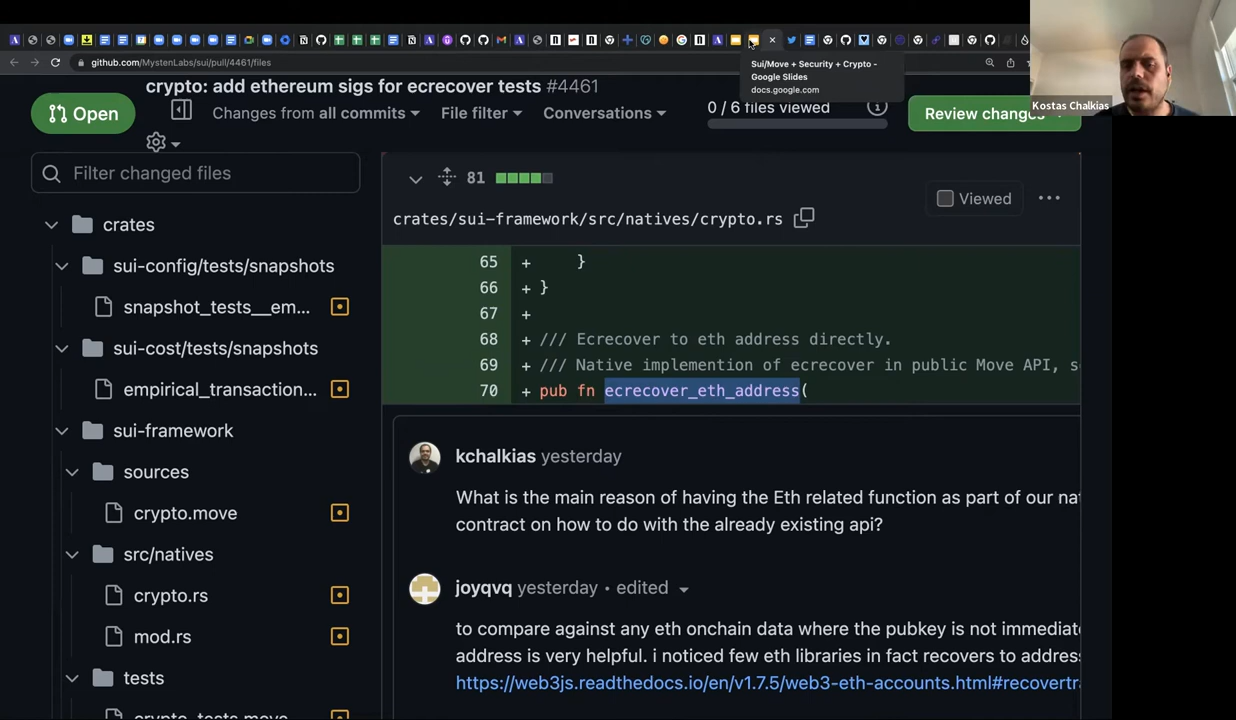 github.com/MystenLabs/sui/pull/4461/files
Sui/Move + Security + Crypto -
Google Slides
docs.google.com
Kostas Chalkias
crypto: add ethereum sigs for ecrecover tests #4461
Open
Changes from all commits
File filter
Conversations
0 / 6 files viewed
Review changes
Filter changed files
81
Viewed
crates/sui-framework/src/natives/crypto.rs
crates
sui-config/tests/snapshots
snapshot_tests__em...
sui-cost/tests/snapshots
empirical_transaction...
sui-framework
sources
crypto.move
src/natives
crypto.rs
mod.rs
tests
crypto_tests.move
65 + }
66 + }
67 +
68 + /// Ecrecover to eth address directly.
69 + /// Native implemention of ecrecover in public Move API, s
70 + pub fn ecrecover_eth_address(
kchalkias yesterday
What is the main reason of having the Eth related function as part of our na
contract on how to do with the already existing api?
joyqvq yesterday • edited
to compare against any eth onchain data where the pubkey is not immediat
address is very helpful. i noticed few eth libraries in fact recovers to addres
https://web3js.readthedocs.io/en/v1.7.5/web3-eth-accounts.html#recovertr